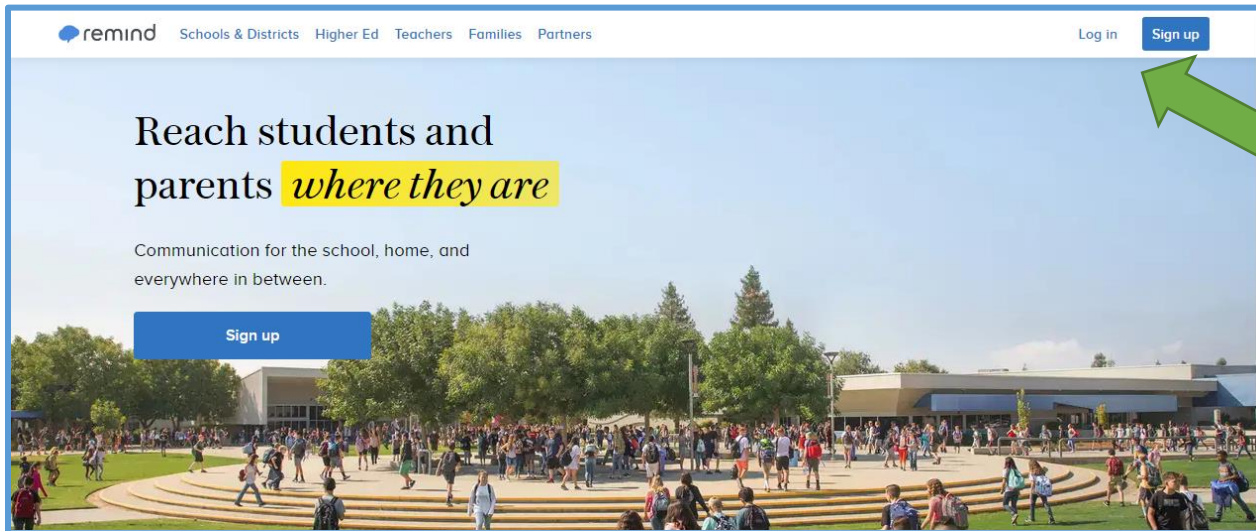 remind Schools & Districts Higher Ed Teachers Families Partners Log in Sign up
Reach students and
parents where they are
Communication for the school, home, and
everywhere in between.
Sign up